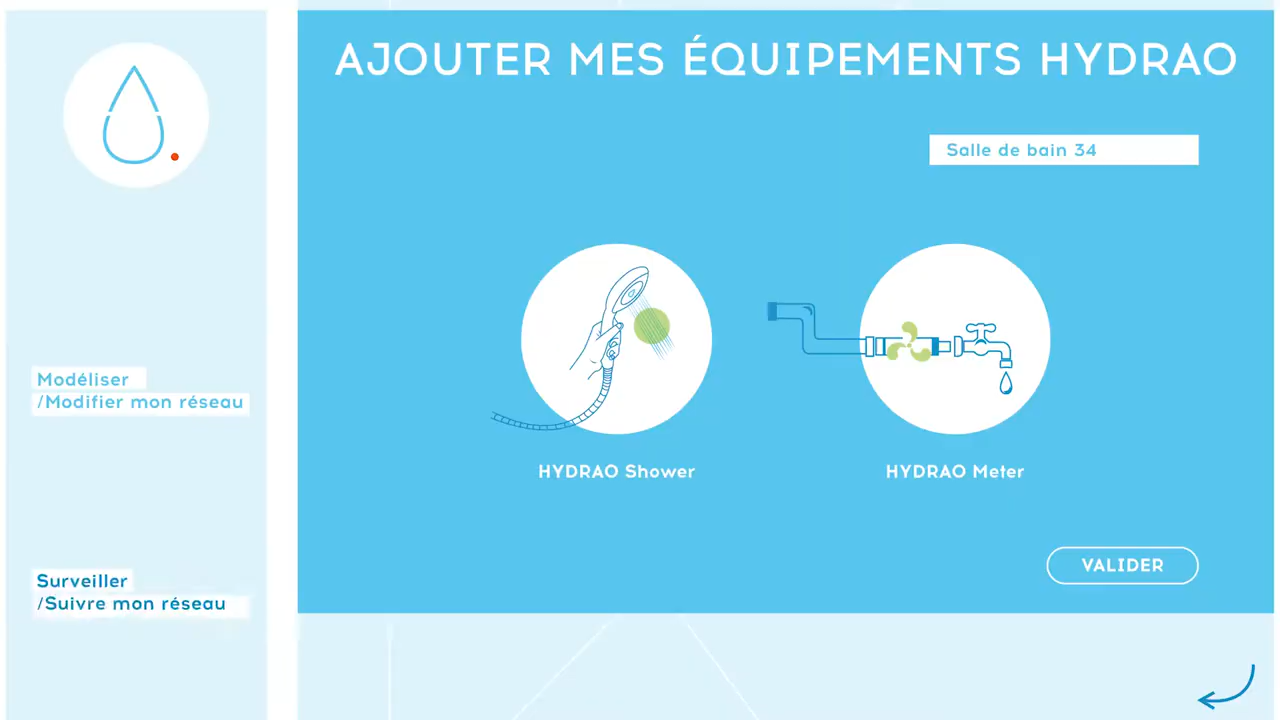 AJOUTER MES ÉQUIPEMENTS HYDRAO
Salle de bain 34
Modéliser
/Modifier mon réseau
HYDRAO Shower
HYDRAO Meter
VALIDER
Surveiller
/Suivre mon réseau